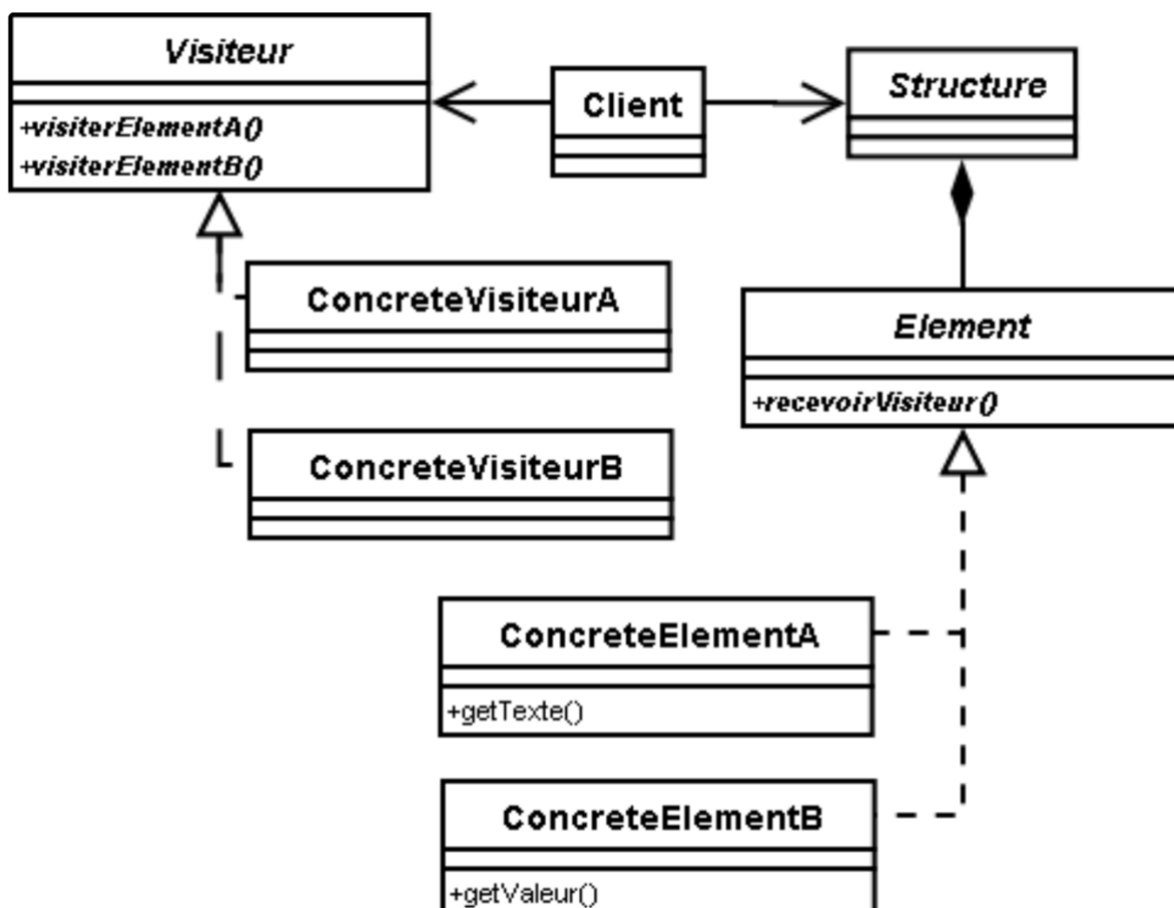 Visiteur
+visiterElementA()
+visiterElementB()
Client
Structure
ConcreteVisiteurA
ConcreteVisiteurB
Element
+recevoirVisiteur()
ConcreteElementA
+getTexte()
ConcreteElementB
+getValeur()